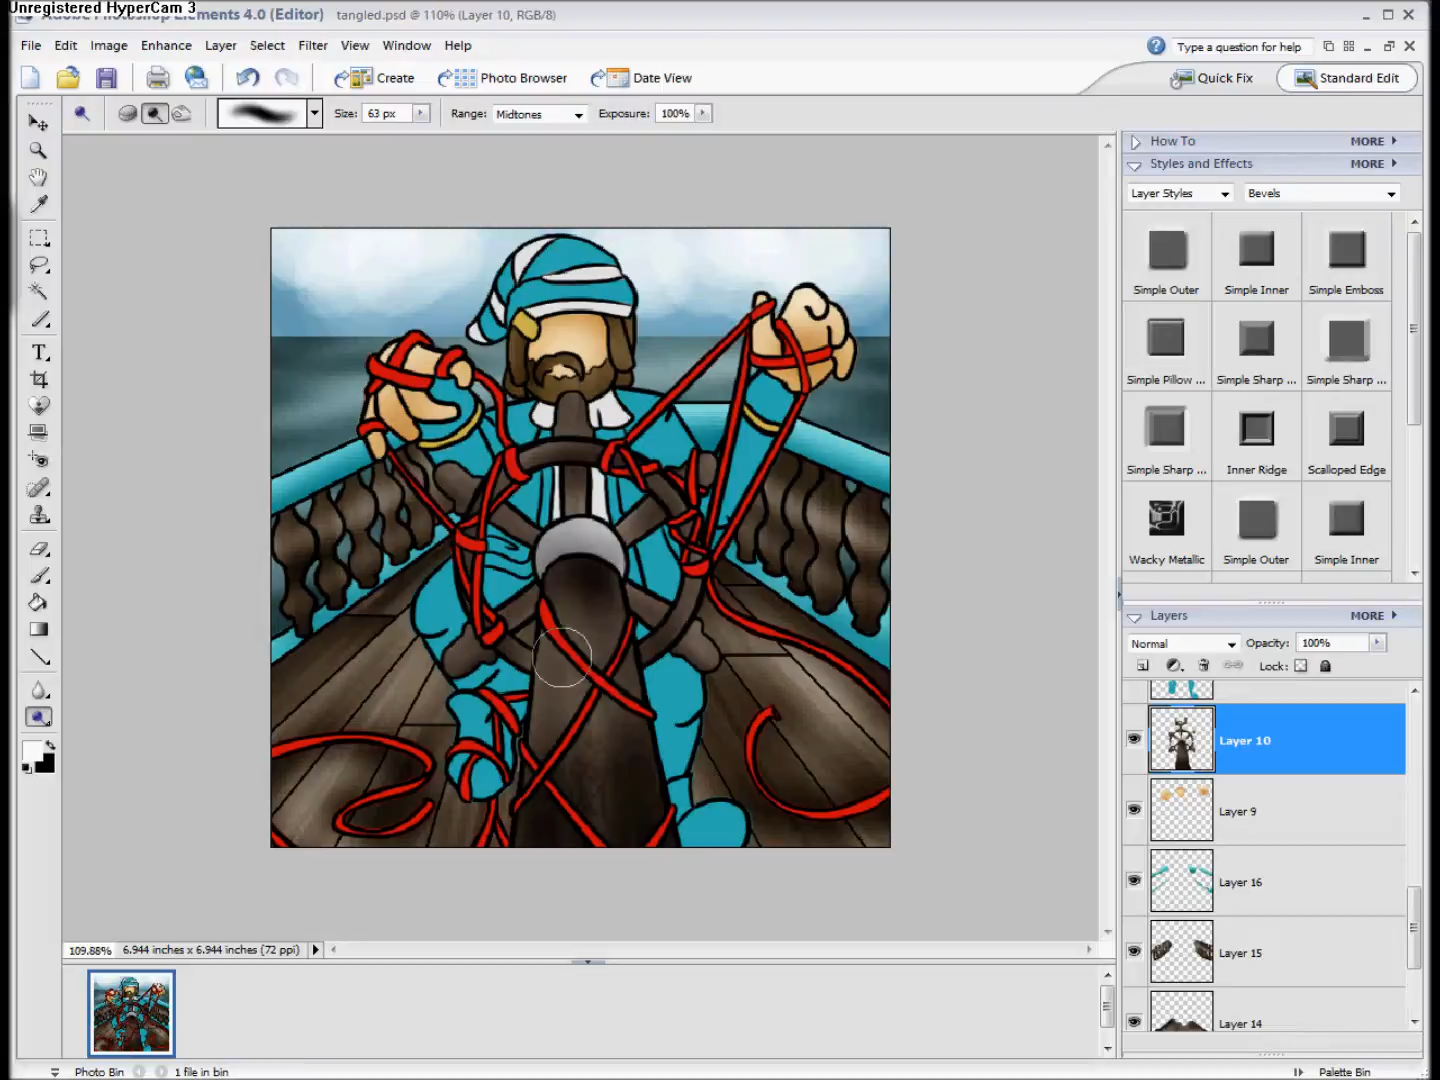 Unregistered HyperCam 3
Adobe Photoshop Elements 4.0 (Editor) tangled.psd @ 110% (Layer 10, RGB/8)
File Edit Image Enhance Layer Select Filter View Window Help
Type a question for help
Create Photo Browser Date View
Quick Fix Standard Edit
Size: 63 px Range: Midtones Exposure: 100%
How To MORE
Styles and Effects MORE
Layer Styles Bevels
Simple Outer Simple Inner Simple Emboss
Simple Pillow ... Simple Sharp ... Simple Sharp ...
Simple Sharp ... Inner Ridge Scalloped Edge
Wacky Metallic Simple Outer Simple Inner
Layers MORE
Normal Opacity: 100%
Lock:
Layer 10
Layer 9
Layer 16
Layer 15
Layer 14
109.88% 6.944 inches x 6.944 inches (72 ppi)
Photo Bin 1 file in bin
Palette Bin